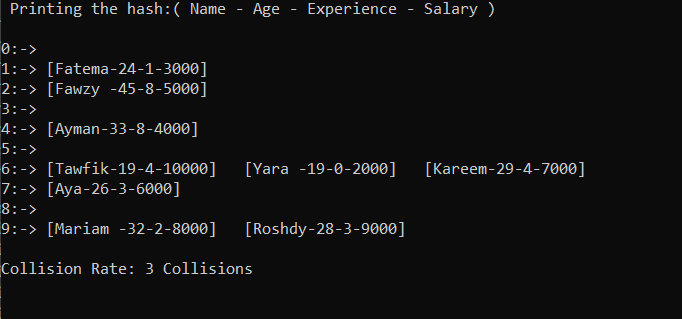 Printing the hash:( Name - Age - Experience - Salary )
0:->
1:-> [Fatema-24-1-3000]
2:-> [Fawzy -45-8-5000]
3:->
4:-> [Ayman-33-8-4000]
5:->
6:-> [Tawfik-19-4-10000]   [Yara -19-0-2000]   [Kareem-29-4-7000]
7:-> [Aya-26-3-6000]
8:->
9:-> [Mariam -32-2-8000]   [Roshdy-28-3-9000]
Collision Rate: 3 Collisions